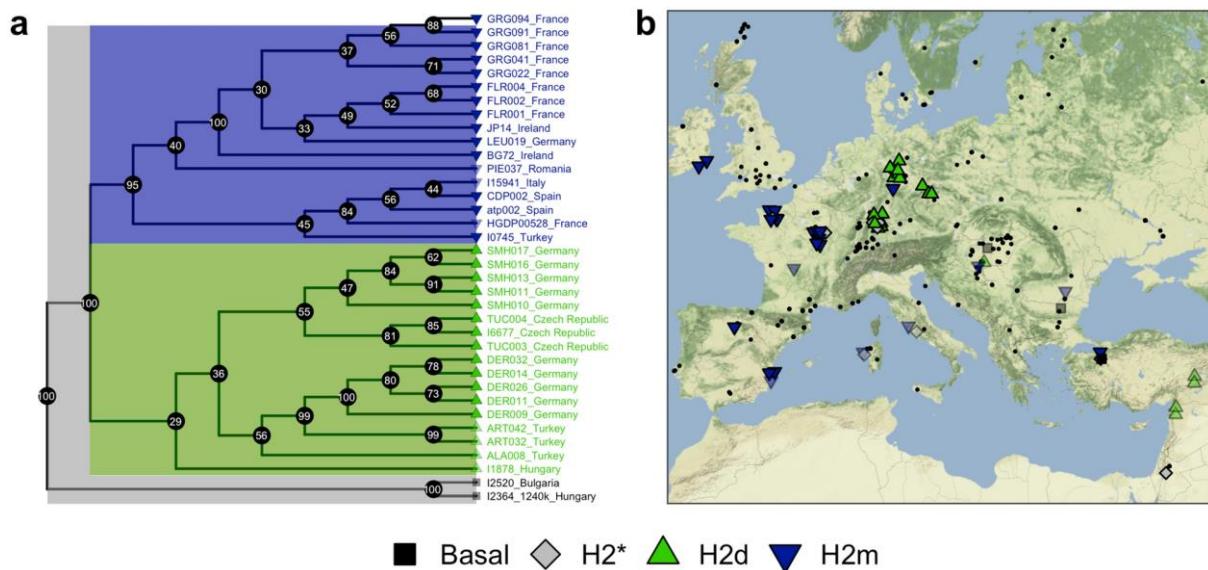 a
b
GRG094_France
GRG091_France
GRG081_France
GRG041_France
GRG022_France
FLR004_France
FLR002_France
FLR001_France
JP14_Ireland
LEU019_Germany
BG72_Ireland
PIE037_Romania
I15941_Italy
CDP002_Spain
atp002_Spain
HGDP00528_France
I0745_Turkey
SMH017_Germany
SMH016_Germany
SMH013_Germany
SMH011_Germany
SMH010_Germany
TUC004_Czech Republic
I6677_Czech Republic
TUC003_Czech Republic
DER032_Germany
DER014_Germany
DER026_Germany
DER011_Germany
DER009_Germany
ART042_Turkey
ART032_Turkey
ALA008_Turkey
I1878_Hungary
I2520_Bulgaria
I2364_1240k_Hungary
88
56
37
71
30
68
52
49
33
100
40
95
44
56
84
45
100
62
84
91
47
55
85
81
36
78
80
73
100
99
99
56
29
100
100
Basal
H2*
H2d
H2m